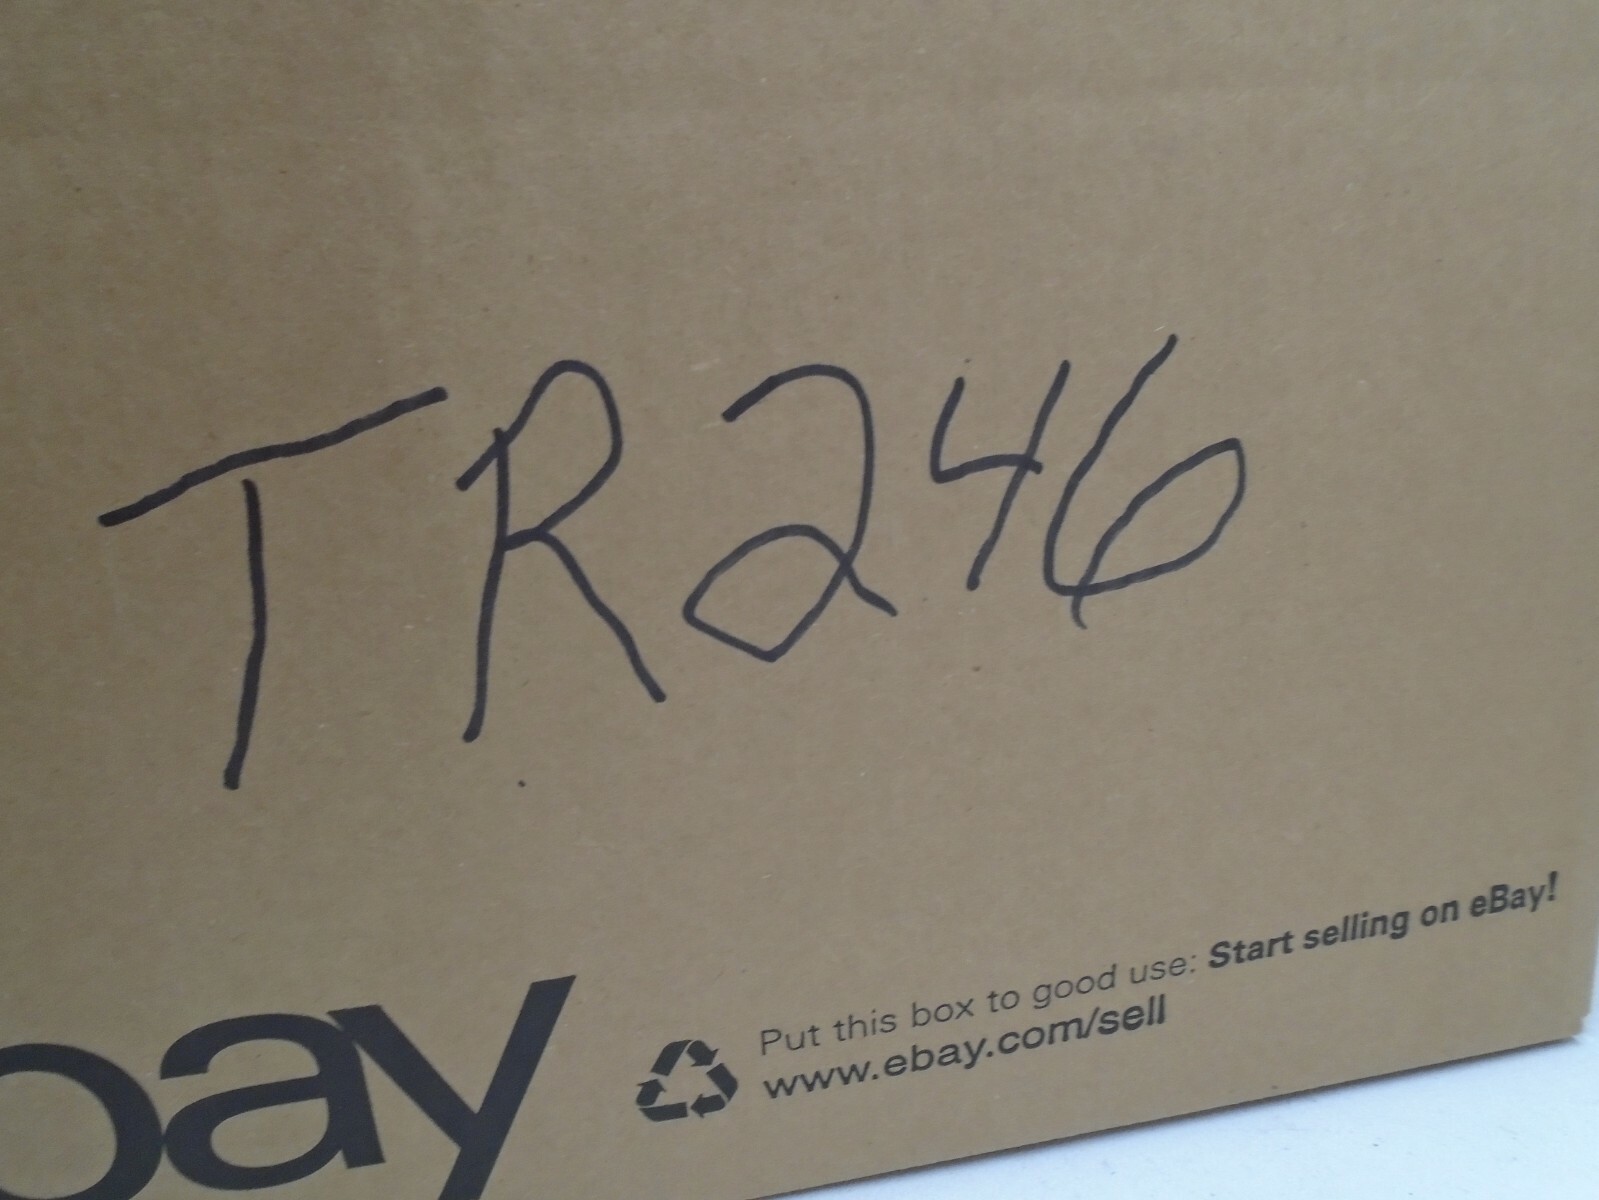 TR246
bay
Put this box to good use: Start selling on eBay!
www.ebay.com/sell